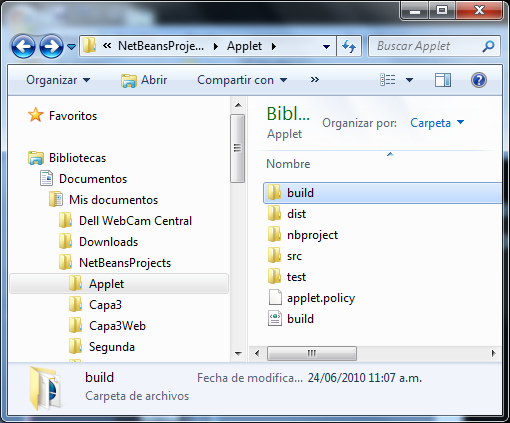 « NetBeansProje... ▸ Applet ▸
Buscar Applet
Organizar Abrir Compartir con »
Favoritos
Bibliotecas
Documentos
Mis documentos
Dell WebCam Central
Downloads
NetBeansProjects
Applet
Capa3
Capa3Web
Segunda
Bibl...
Applet
Organizar por: Carpeta
Nombre
build
dist
nbproject
src
test
applet.policy
build
build Fecha de modifica... 24/06/2010 11:07 a.m.
Carpeta de archivos